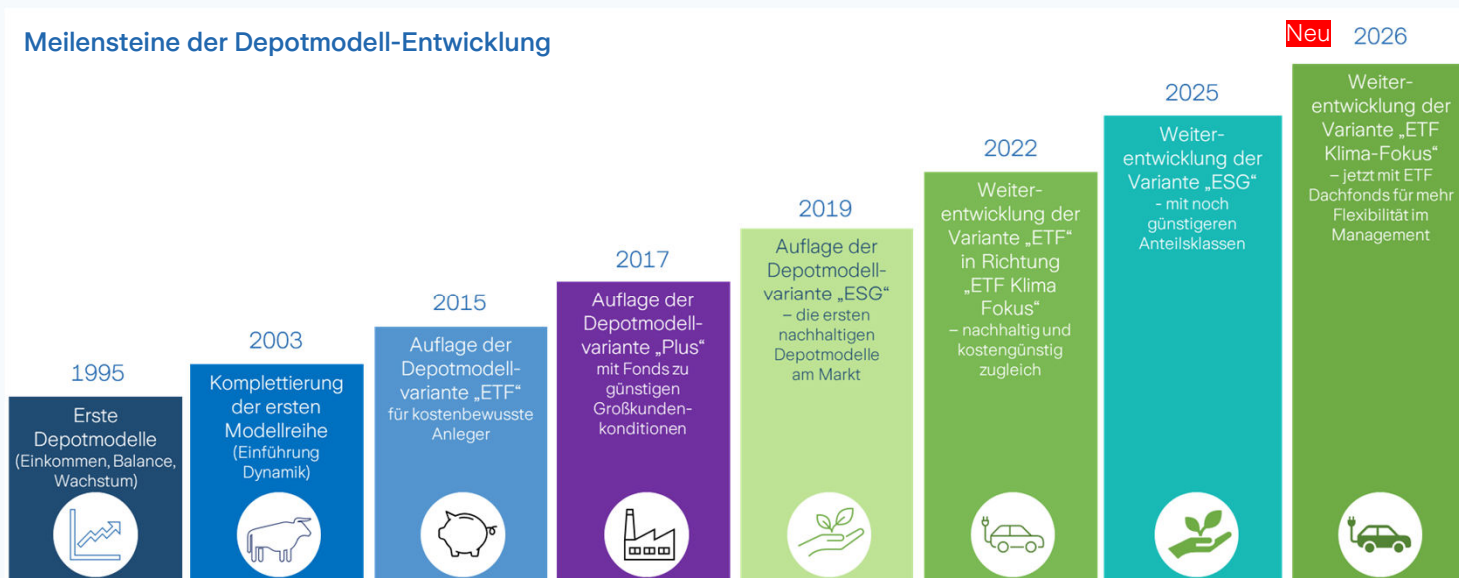 Meilensteine der Depotmodell-Entwicklung
1995
Erste
Depotmodelle
(Einkommen, Balance,
Wachstum)
2003
Komplettierung
der ersten
Modellreihe
(Einführung
Dynamik)
2015
Auflage der
Depotmodell-
variante „ETF“
für kostenbewusste
Anleger
2017
Auflage der
Depotmodell-
variante „Plus“
mit Fonds zu
günstigen
Großkunden-
konditionen
2019
Auflage der
Depotmodell-
variante „ESG“
– die ersten
nachhaltigen
Depotmodelle
am Markt
2022
Weiter-
entwicklung der
Variante „ETF“
in Richtung
„ETF Klima
Fokus“
– nachhaltig und
kostengünstig
zugleich
2025
Weiter-
entwicklung der
Variante „ESG“
- mit noch
günstigeren
Anteilsklassen
Neu 2026
Weiter-
entwicklung der
Variante „ETF
Klima-Fokus“
– jetzt mit ETF
Dachfonds für mehr
Flexibilität im
Management